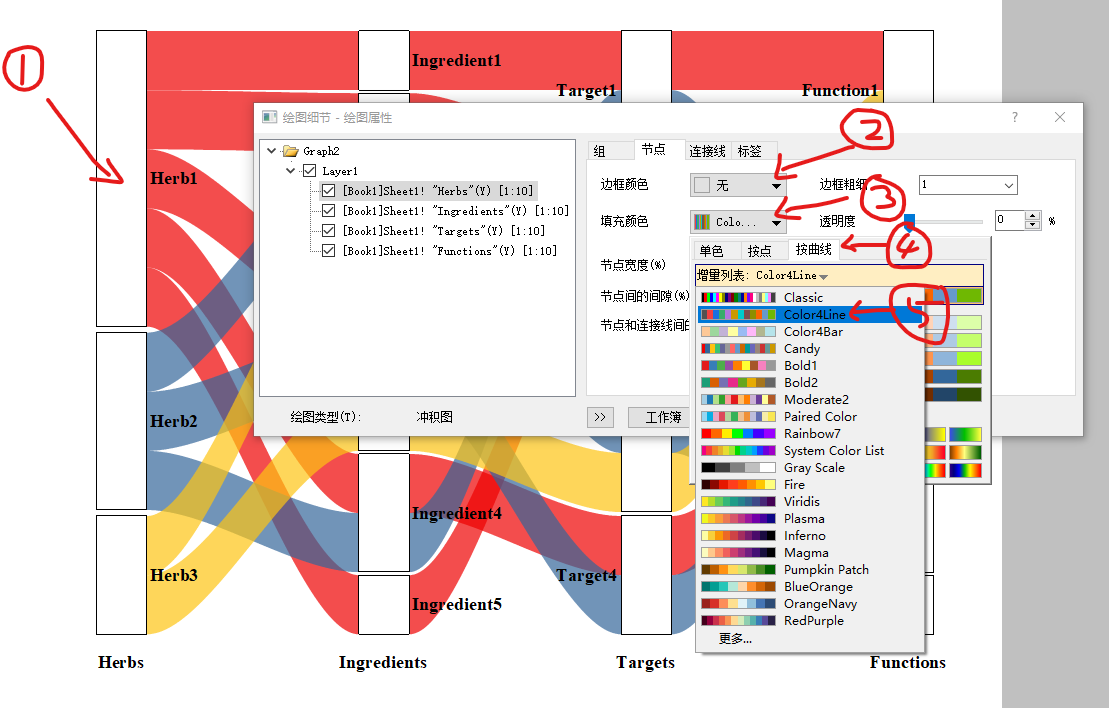 ①
Ingredient1
Target1
Function1
绘图细节 - 绘图属性
? ×
②
Graph2
Layer1
[Book1]Sheet1! "Herbs"(Y) [1:10]
[Book1]Sheet1! "Ingredients"(Y) [1:10]
[Book1]Sheet1! "Targets"(Y) [1:10]
[Book1]Sheet1! "Functions"(Y) [1:10]
组 节点 连接线 标签
边框颜色 无 边框粗细 1
③
填充颜色 Colo... 透明度 0 %
④
单色 按点 按曲线
节点宽度(%)
增量列表: Color4Line
节点间的间隙(%)
节点和连接线间
⑤
Classic
Color4Line
Color4Bar
Candy
Bold1
Bold2
Moderate2
Paired Color
Rainbow7
System Color List
Gray Scale
Fire
Viridis
Plasma
Inferno
Magma
Pumpkin Patch
BlueOrange
OrangeNavy
RedPurple
更多...
绘图类型(T): 冲积图
>> 工作簿
Herb1
Herb2
Herb3
Ingredient4
Ingredient5
Target4
Herbs Ingredients Targets Functions